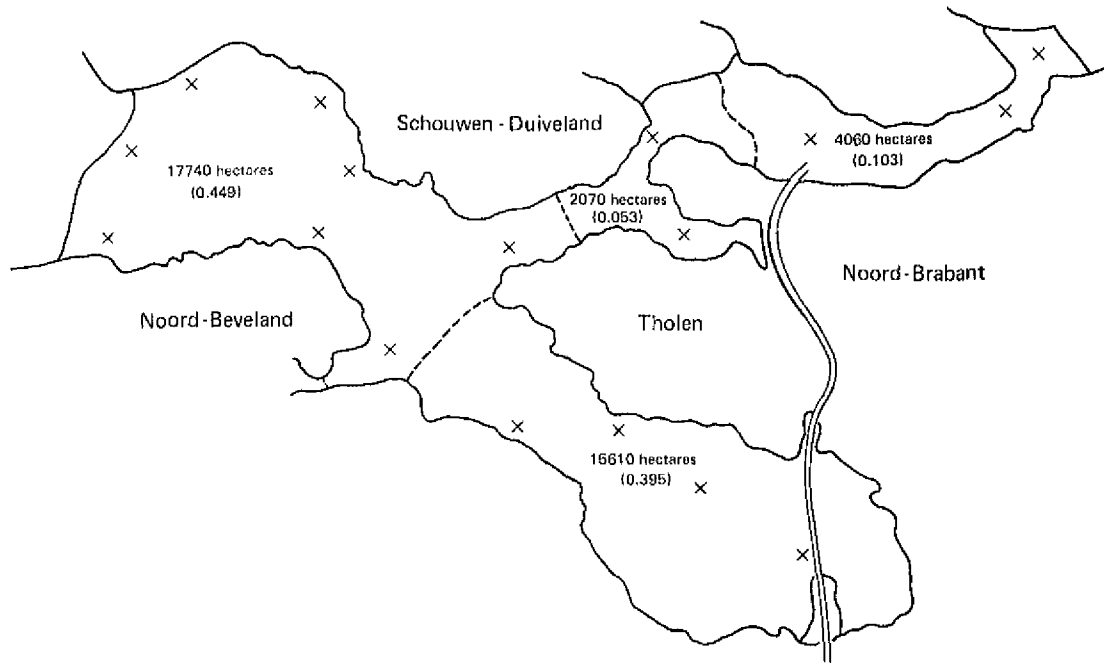 Schouwen - Duiveland
4060 hectares
(0.103)
17740 hectares
(0.449)
2070 hectares
(0.053)
Noord - Brabant
Noord - Beveland
Tholen
15610 hectares
(0.395)